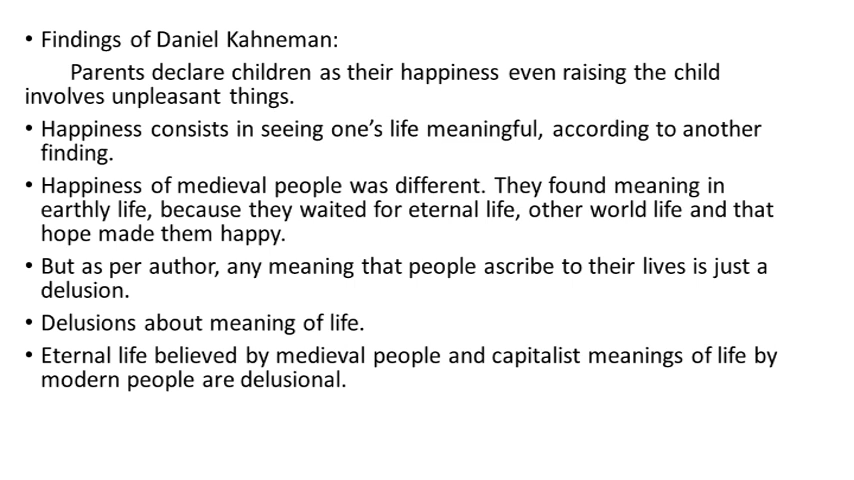 • Findings of Daniel Kahneman:
Parents declare children as their happiness even raising the child
involves unpleasant things.
• Happiness consists in seeing one's life meaningful, according to another
finding.
• Happiness of medieval people was different. They found meaning in
earthly life, because they waited for eternal life, other world life and that
hope made them happy.
• But as per author, any meaning that people ascribe to their lives is just a
delusion.
• Delusions about meaning of life.
• Eternal life believed by medieval people and capitalist meanings of life by
modern people are delusional.